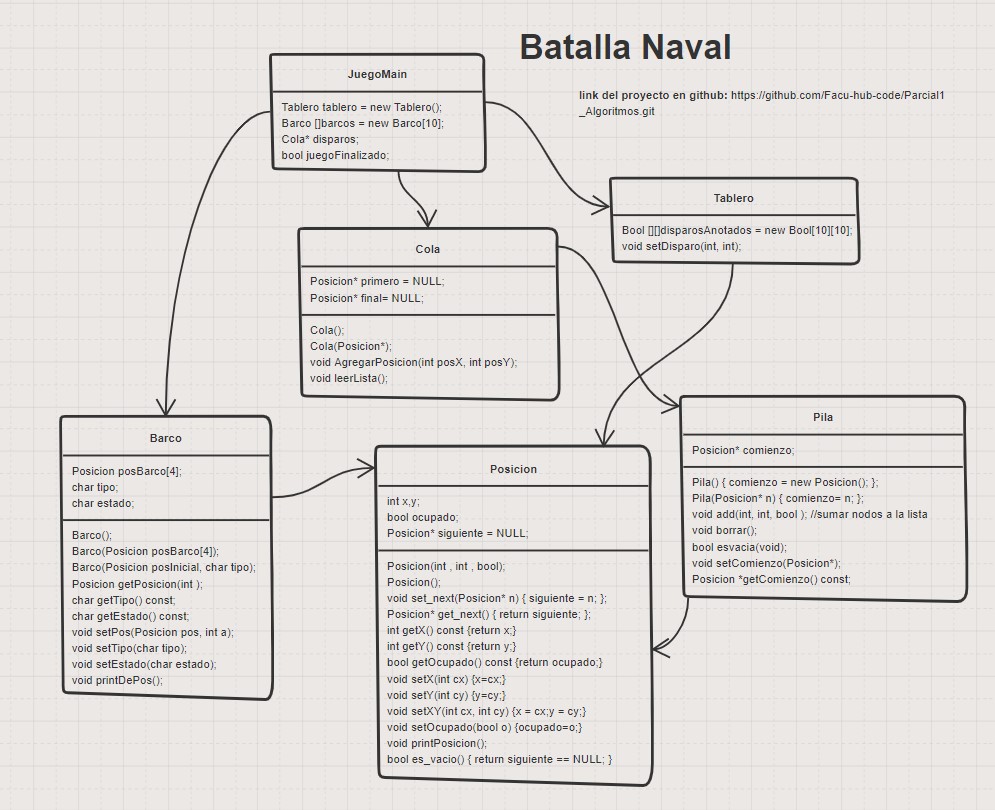 Batalla Naval
link del proyecto en github: https://github.com/Facu-hub-code/Parcial1
_Algoritmos.git
JuegoMain
Tablero tablero = new Tablero();
Barco []barcos = new Barco[10];
Cola* disparos;
bool juegoFinalizado;
Tablero
Bool [][]disparosAnotados = new Bool[10][10];
void setDisparo(int, int);
Cola
Posicion* primero = NULL;
Posicion* final= NULL;
Cola();
Cola(Posicion*);
void AgregarPosicion(int posX, int posY);
void leerLista();
Barco
Posicion posBarco[4];
char tipo;
char estado;
Barco();
Barco(Posicion posBarco[4]);
Barco(Posicion posInicial, char tipo);
Posicion getPosicion(int );
char getTipo() const;
char getEstado() const;
void setPos(Posicion pos, int a);
void setTipo(char tipo);
void setEstado(char estado);
void printDePos();
Posicion
int x,y;
bool ocupado;
Posicion* siguiente = NULL;
Posicion(int , int , bool);
Posicion();
void set_next(Posicion* n) { siguiente = n; };
Posicion* get_next() { return siguiente; };
int getX() const {return x;}
int getY() const {return y;}
bool getOcupado() const {return ocupado;}
void setX(int cx) {x=cx;}
void setY(int cy) {y=cy;}
void setXY(int cx, int cy) {x = cx;y = cy;}
void setOcupado(bool o) {ocupado=o;}
void printPosicion();
bool es_vacio() { return siguiente == NULL; }
Pila
Posicion* comienzo;
Pila() { comienzo = new Posicion(); };
Pila(Posicion* n) { comienzo= n; };
void add(int, int, bool ); //sumar nodos a la lista
void borrar();
bool esvacia(void);
void setComienzo(Posicion*);
Posicion *getComienzo() const;